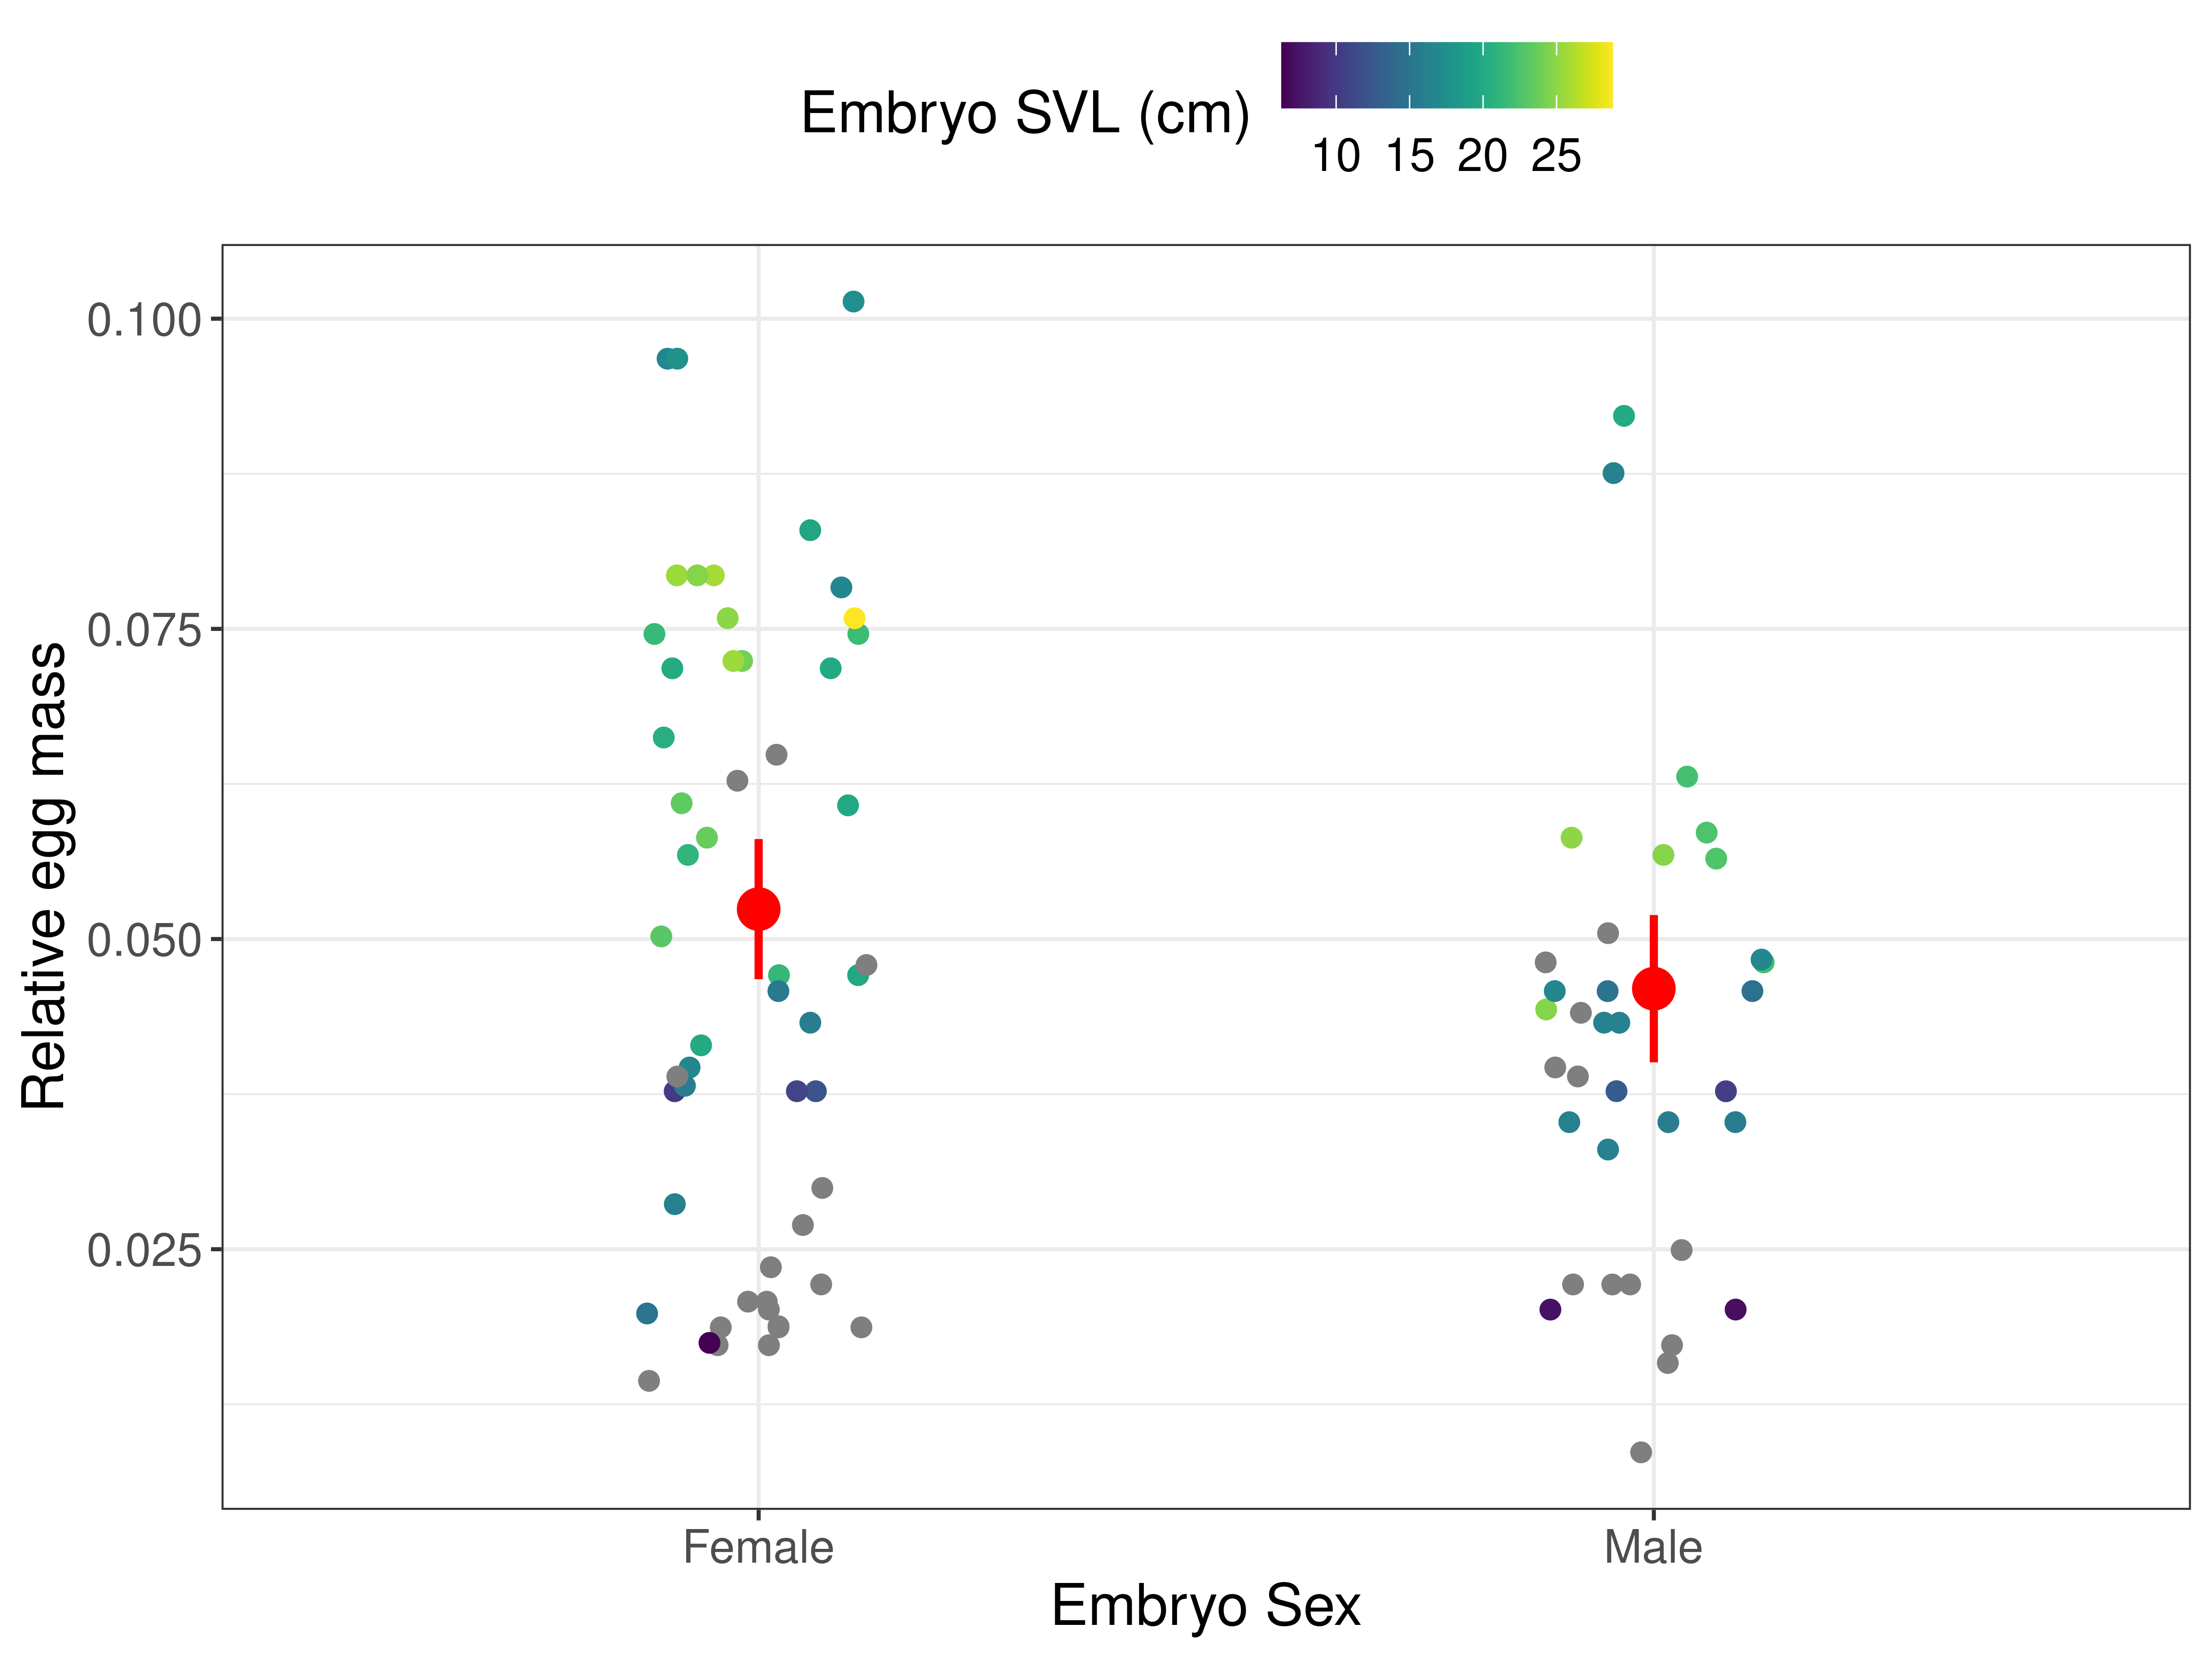 Embryo SVL (cm)
10 15 20 25
0.100
0.075
0.050
0.025
Relative egg mass
Female Male
Embryo Sex